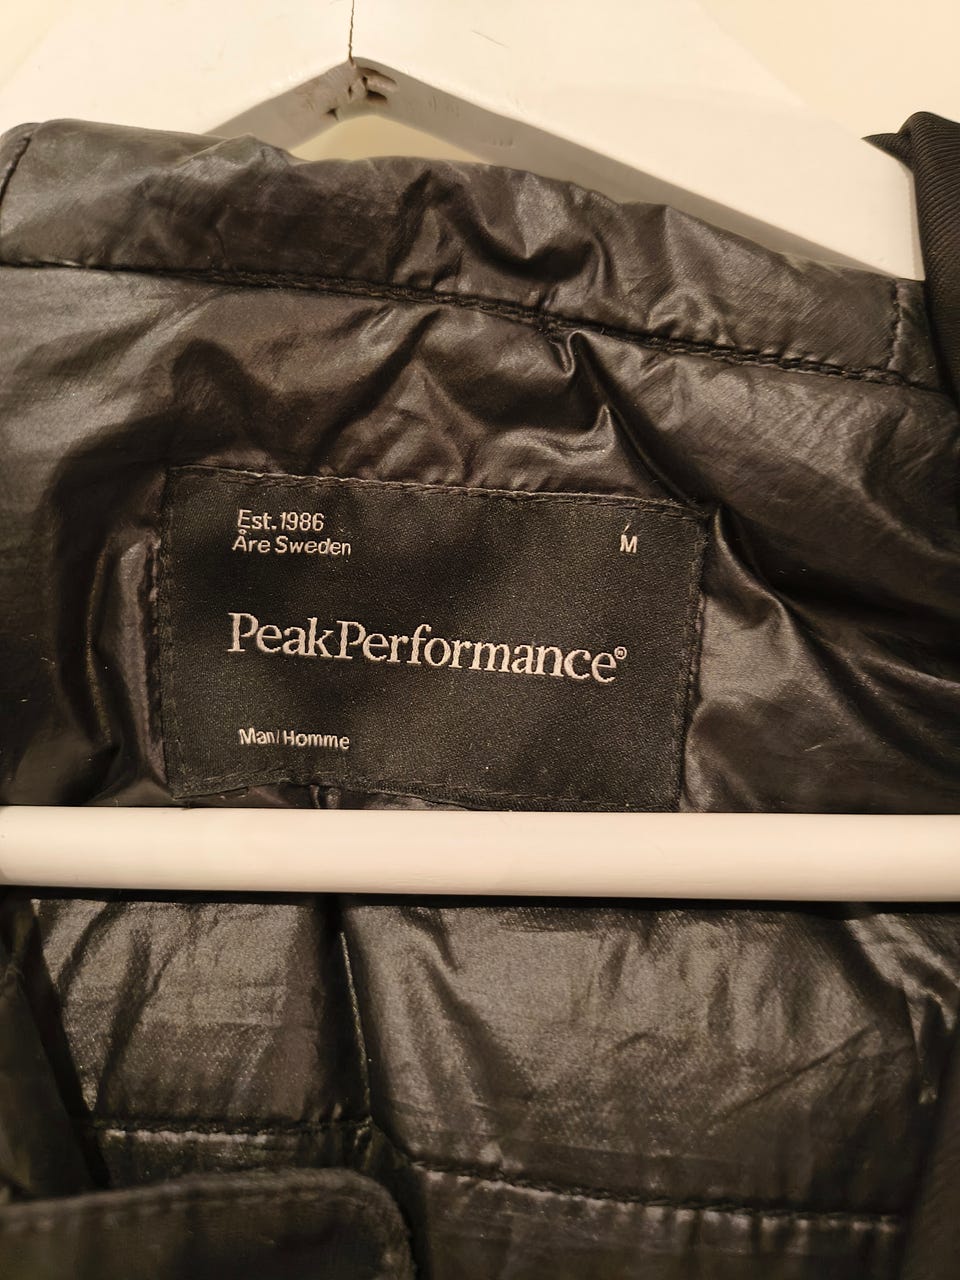 Est.1986
Åre Sweden
M
PeakPerformance®
Man/Homme